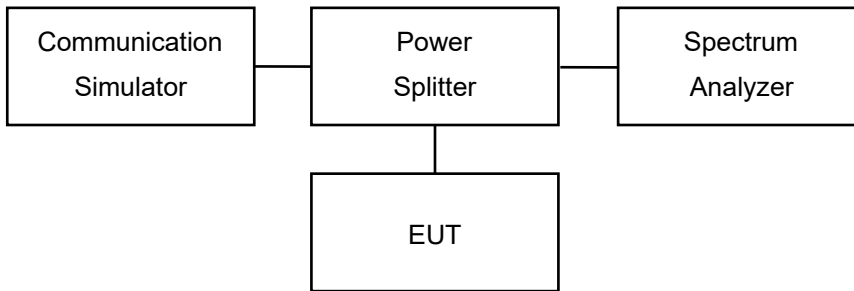 Communication
Simulator
Power
Splitter
Spectrum
Analyzer
EUT